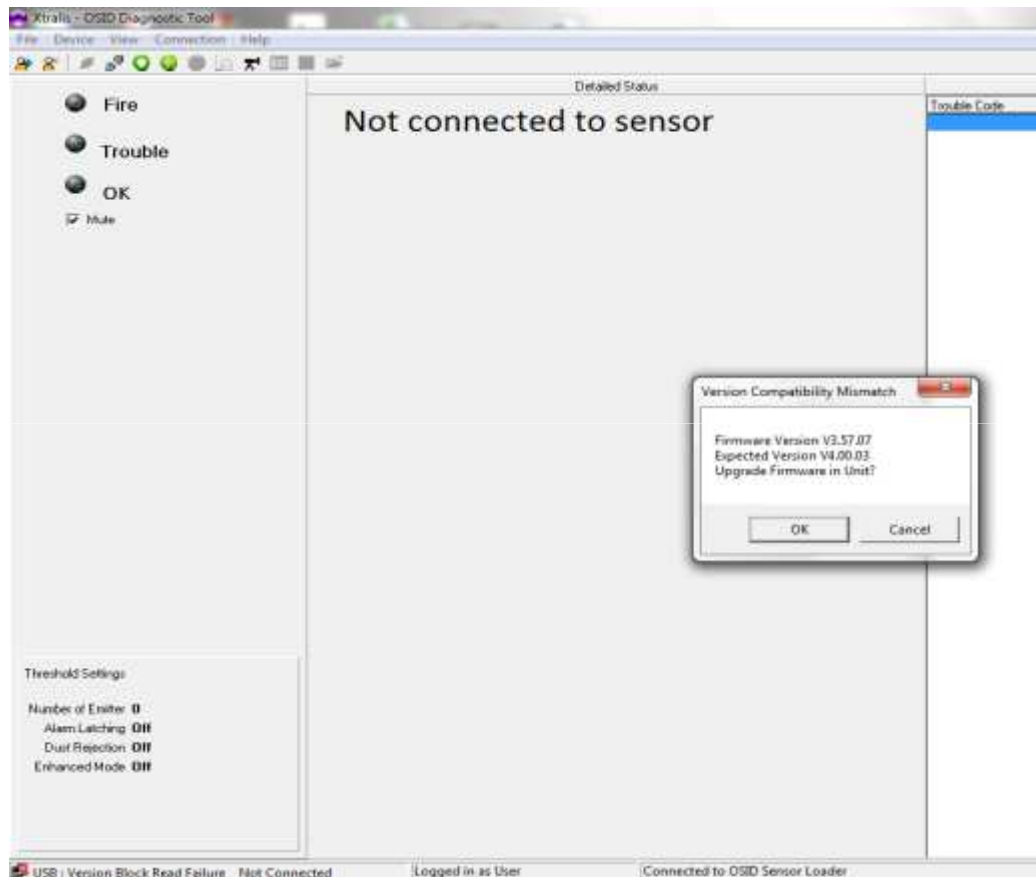 Xtralis - OSID Diagnostic Tool
File Device View Connection Help
Fire
Trouble
OK
Mute
Detailed Status
Not connected to sensor
Trouble Code
Version Compatibility Mismatch
Firmware Version V3.57.07
Expected Version V4.00.03
Upgrade Firmware in Unit?
OK Cancel
Threshold Settings
Number of Emitter 0
Alarm Latching Off
Dust Rejection Off
Enhanced Mode Off
USB : Version Block Read Failure Not Connected Logged in as User Connected to OSID Sensor Loader